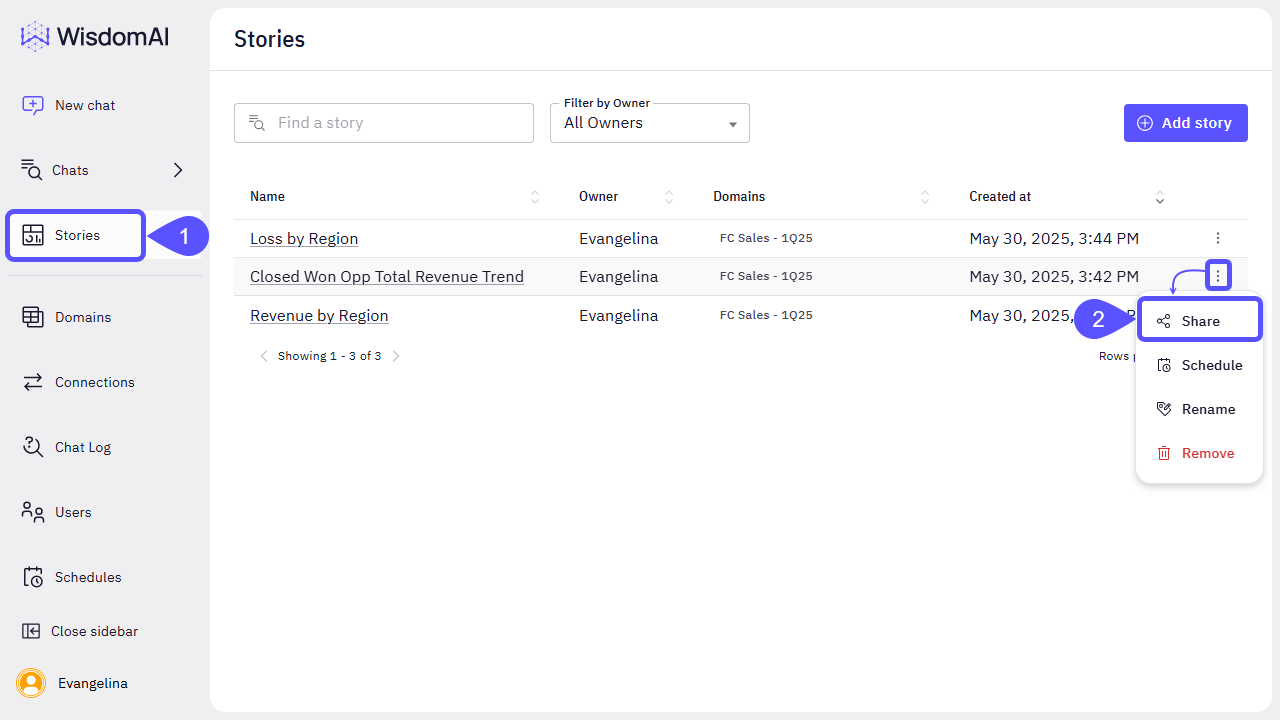 WisdomAI
New chat
Chats
Stories
1
Domains
Connections
Chat Log
Users
Schedules
Close sidebar
Evangelina
Stories
Find a story
Filter by Owner
All Owners
Add story
Name Owner Domains Created at
Loss by Region Evangelina FC Sales - 1Q25 May 30, 2025, 3:44 PM
Closed Won Opp Total Revenue Trend Evangelina FC Sales - 1Q25 May 30, 2025, 3:42 PM
Revenue by Region Evangelina FC Sales - 1Q25 May 30, 2025,
Showing 1 - 3 of 3
Rows
2
Share
Schedule
Rename
Remove